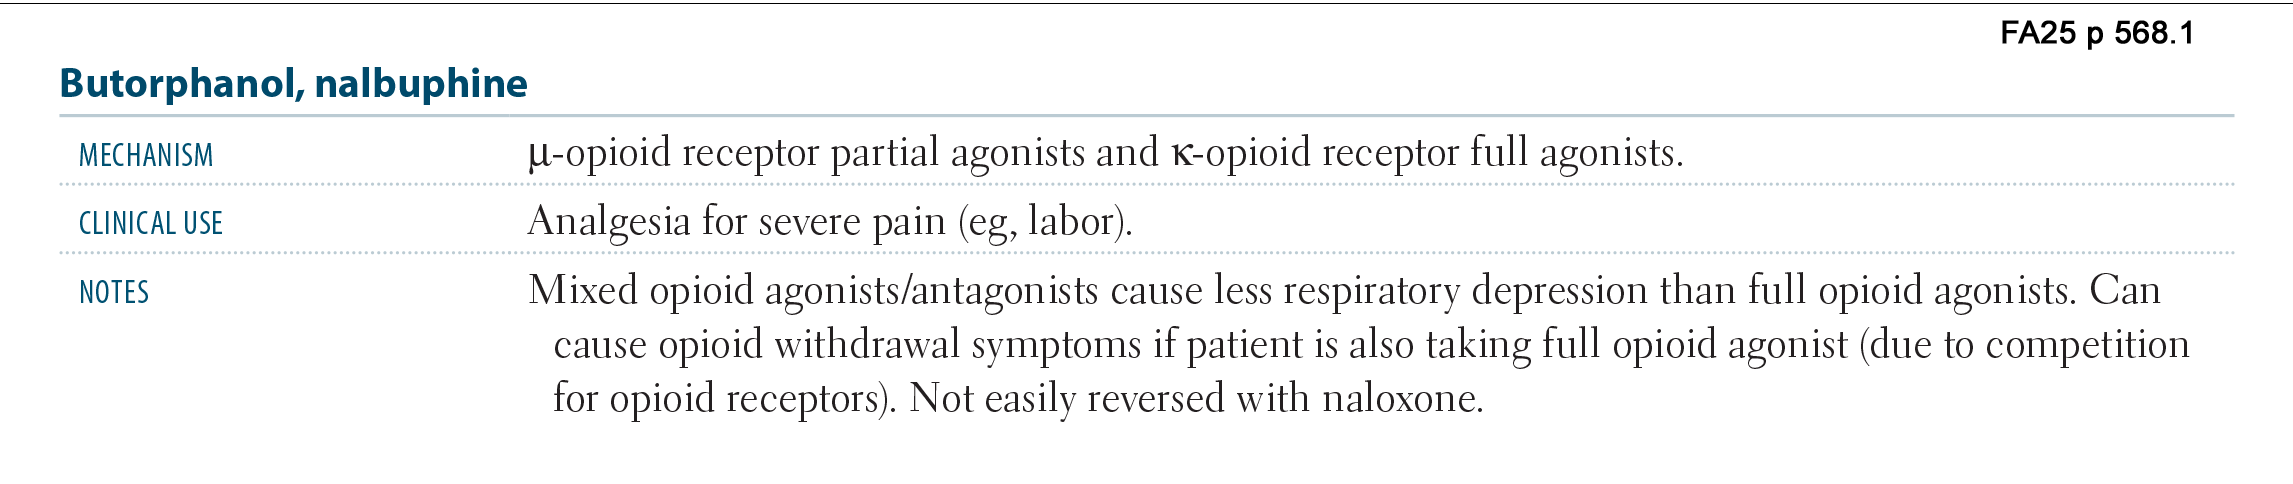 FA25 p 568.1
Butorphanol, nalbuphine
MECHANISM μ-opioid receptor partial agonists and κ-opioid receptor full agonists.
CLINICAL USE Analgesia for severe pain (eg, labor).
NOTES Mixed opioid agonists/antagonists cause less respiratory depression than full opioid agonists. Can
cause opioid withdrawal symptoms if patient is also taking full opioid agonist (due to competition
for opioid receptors). Not easily reversed with naloxone.